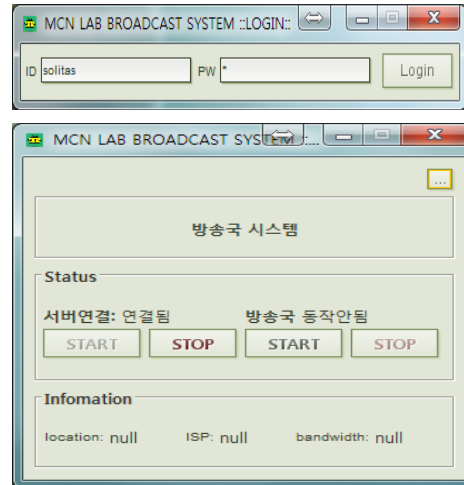 MCN LAB BROADCAST SYSTEM ::LOGIN::
ID solitas PW * Login
MCN LAB BROADCAST SYSTEM ::...
...
방송국 시스템
Status
서버연결: 연결됨 방송국 동작안됨
START STOP START STOP
Infomation
location: null ISP: null bandwidth: null